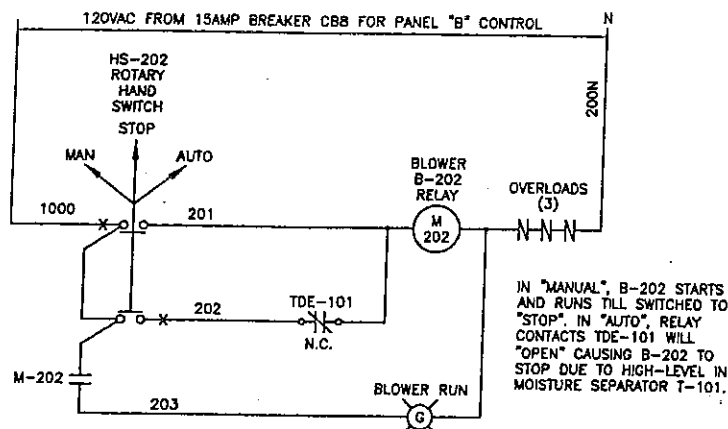 120VAC FROM 15AMP BREAKER CB8 FOR PANEL "B" CONTROL
N
HS-202
ROTARY
HAND
SWITCH
STOP
MAN
AUTO
200N
BLOWER
B-202
RELAY
OVERLOADS
(3)
1000
X
201
M
202
202
X
TDE-101
N.C.
IN "MANUAL", B-202 STARTS
AND RUNS TILL SWITCHED TO
"STOP". IN "AUTO", RELAY
CONTACTS TDE-101 WILL
"OPEN" CAUSING B-202 TO
STOP DUE TO HIGH-LEVEL IN
MOISTURE SEPARATOR T-101.
M-202
203
BLOWER RUN
G